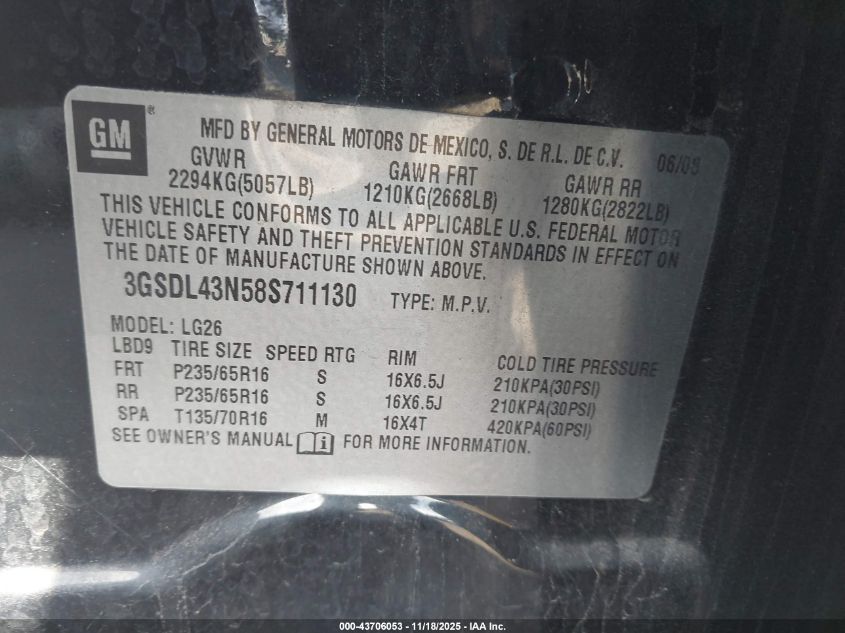 GM ®
MFD BY GENERAL MOTORS DE MEXICO, S. DE R.L. DE C.V. 06/08
GVWR GAWR FRT GAWR RR
2294KG(5057LB) 1210KG(2668LB) 1280KG(2822LB)
THIS VEHICLE CONFORMS TO ALL APPLICABLE U.S. FEDERAL MOTOR
VEHICLE SAFETY AND THEFT PREVENTION STANDARDS IN EFFECT ON
THE DATE OF MANUFACTURE SHOWN ABOVE.
3GSDL43N58S711130 TYPE: M.P.V.
MODEL: LG26
LBD9 TIRE SIZE SPEED RTG RIM COLD TIRE PRESSURE
FRT P235/65R16 S 16X6.5J 210KPA(30PSI)
RR P235/65R16 S 16X6.5J 210KPA(30PSI)
SPA T135/70R16 M 16X4T 420KPA(60PSI)
SEE OWNER'S MANUAL i FOR MORE INFORMATION.
000-43706053 - 11/18/2025 - IAA Inc.